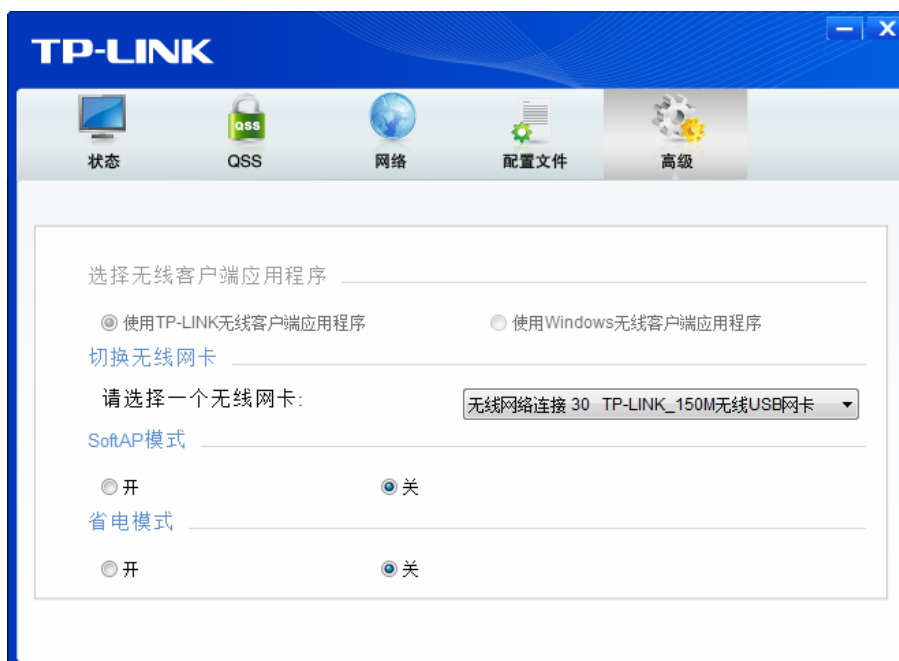 TP-LINK
QSS
状态 QSS 网络 配置文件 高级
选择无线客户端应用程序
使用TP-LINK无线客户端应用程序 使用Windows无线客户端应用程序
切换无线网卡
请选择一个无线网卡: 无线网络连接 30 TP-LINK_150M无线USB网卡
SoftAP模式
开 关
省电模式
开 关